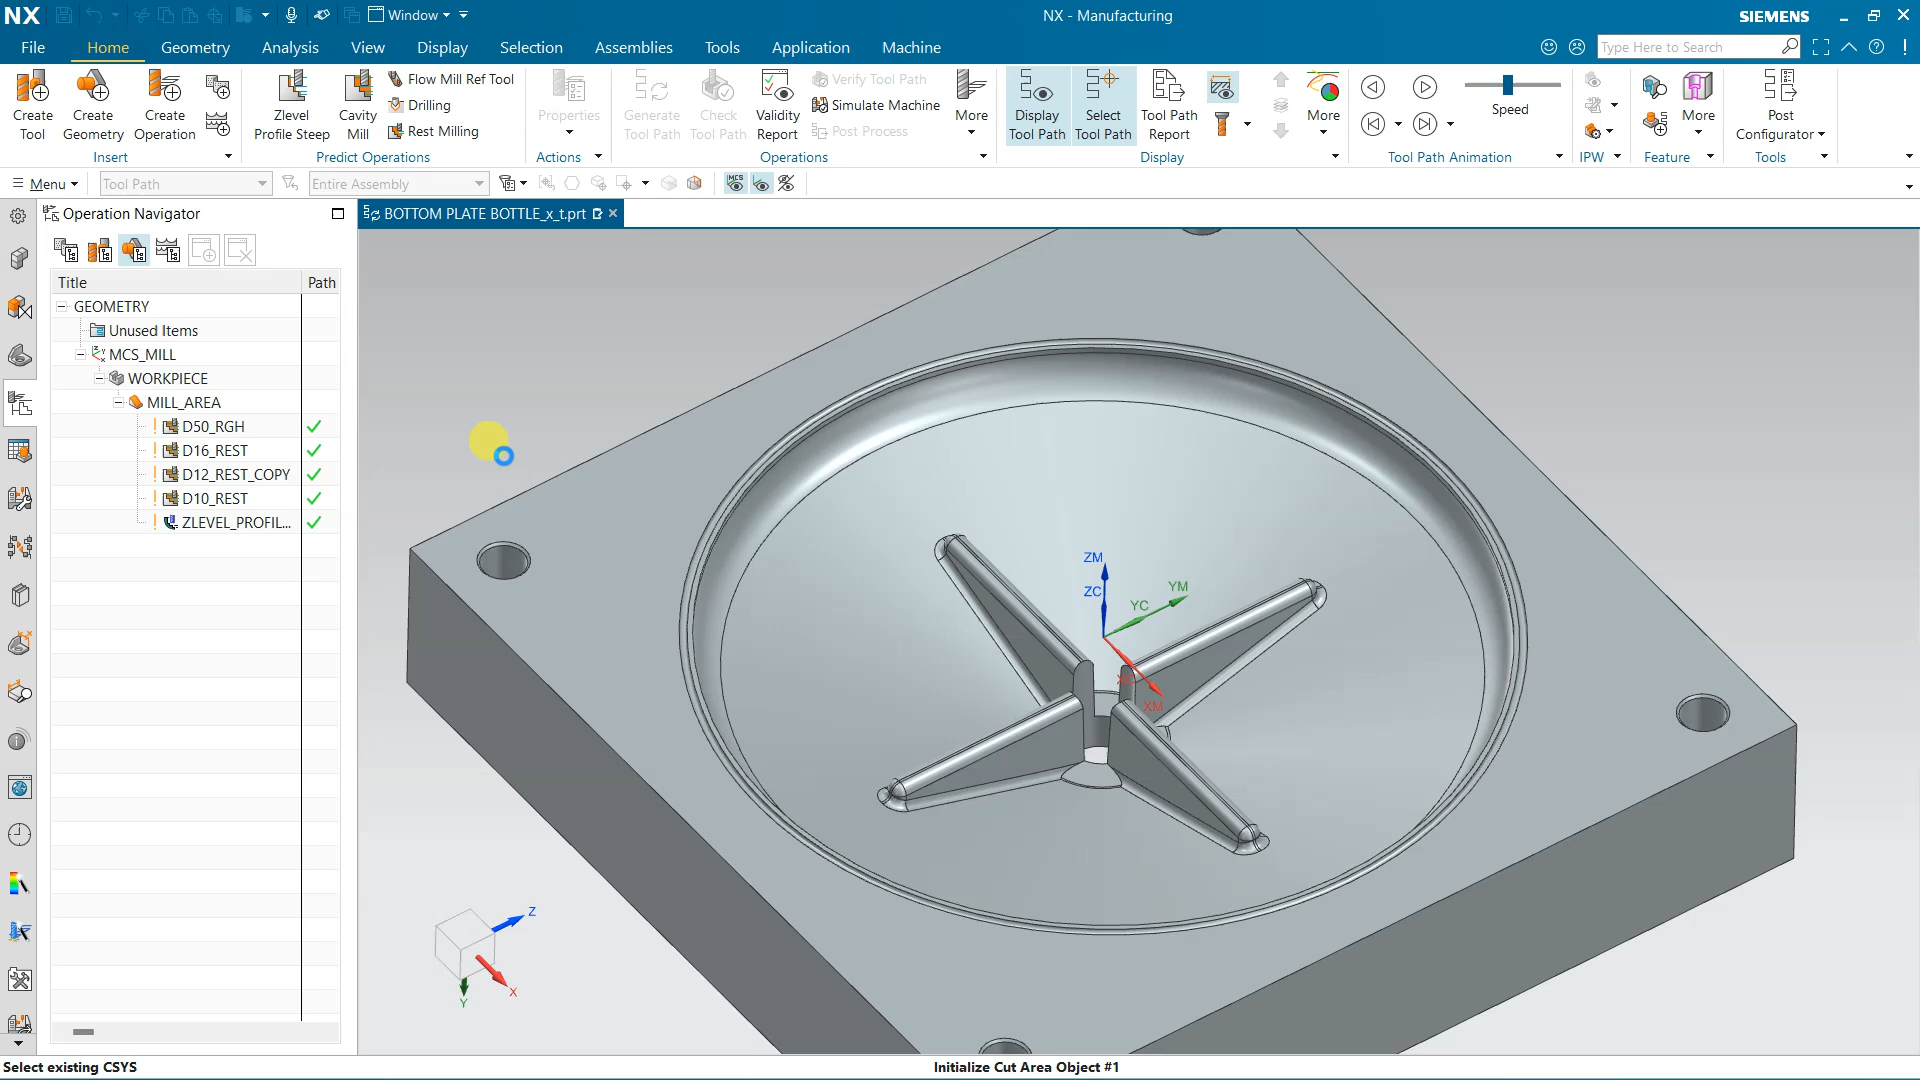 NX
Window
NX - Manufacturing
SIEMENS
File
Home
Geometry
Analysis
View
Display
Selection
Assemblies
Tools
Application
Machine
Type Here to Search
Create
Tool
Create
Geometry
Create
Operation
Insert
Zlevel
Profile Steep
Cavity
Mill
Flow Mill Ref Tool
Drilling
Rest Milling
Predict Operations
Properties
Actions
Generate
Tool Path
Check
Tool Path
Validity
Report
Verify Tool Path
Simulate Machine
Post Process
More
Operations
Display
Tool Path
Select
Tool Path
Tool Path
Report
More
Display
Speed
Tool Path Animation
IPW
More
Feature
Post
Configurator
Tools
Menu
Tool Path
Entire Assembly
MCS
Operation Navigator
BOTTOM PLATE BOTTLE_x_t.prt
Title
Path
GEOMETRY
Unused Items
MCS_MILL
WORKPIECE
MILL_AREA
D50_RGH
D16_REST
D12_REST_COPY
D10_REST
ZLEVEL_PROFIL...
ZM
ZC
YM
YC
XC
XM
Z
X
Y
Select existing CSYS
Initialize Cut Area Object #1